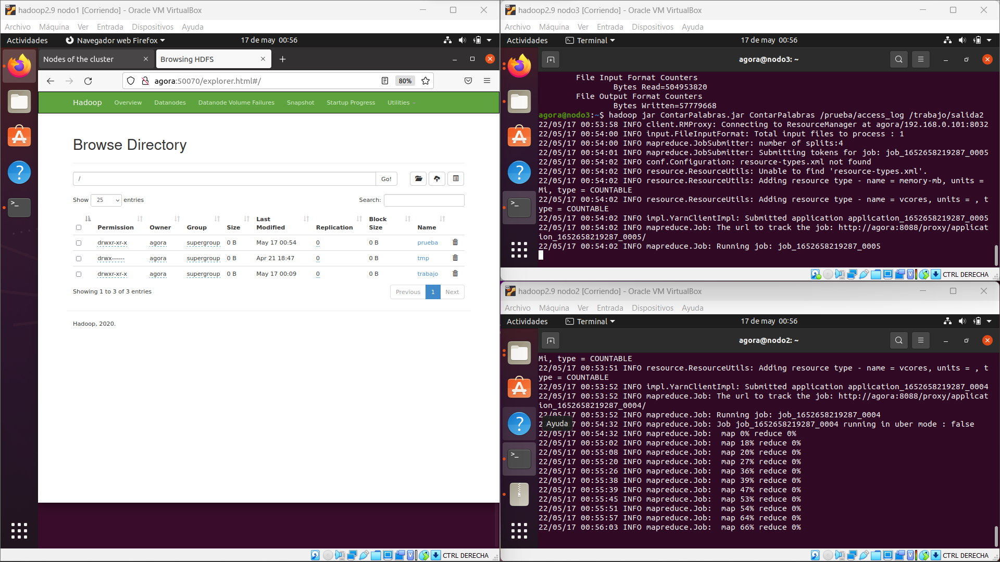 hadoop2.9 nodo1 [Corriendo] - Oracle VM VirtualBox
Archivo Máquina Ver Entrada Dispositivos Ayuda
Actividades Navegador web Firefox 17 de may 00:56
Nodes of the cluster
Browsing HDFS
agora:50070/explorer.html#/ 80%
Hadoop Overview Datanodes Datanode Volume Failures Snapshot Startup Progress Utilities
Browse Directory
/ Go!
Show 25 entries Search:
Permission Owner Group Size Last Modified Replication Block Size Name
drwxr-xr-x agora supergroup 0 B May 17 00:54 0 0 B prueba
drwx------ agora supergroup 0 B Apr 21 18:47 0 0 B tmp
drwxr-xr-x agora supergroup 0 B May 17 00:09 0 0 B trabajo
Showing 1 to 3 of 3 entries Previous 1 Next
Hadoop, 2020.
CTRL DERECHA
hadoop2.9 nodo3 [Corriendo] - Oracle VM VirtualBox
Archivo Máquina Ver Entrada Dispositivos Ayuda
Actividades Terminal 17 de may 00:56
agora@nodo3: ~
File Input Format Counters
Bytes Read=504953820
File Output Format Counters
Bytes Written=57779668
agora@nodo3:~$ hadoop jar ContarPalabras.jar ContarPalabras /prueba/access_log /trabajo/salida2
22/05/17 00:53:58 INFO client.RMProxy: Connecting to ResourceManager at agora/192.168.0.101:8032
22/05/17 00:54:00 INFO input.FileInputFormat: Total input files to process : 1
22/05/17 00:54:00 INFO mapreduce.JobSubmitter: number of splits:4
22/05/17 00:54:01 INFO mapreduce.JobSubmitter: Submitting tokens for job: job_1652658219287_0005
22/05/17 00:54:02 INFO conf.Configuration: resource-types.xml not found
22/05/17 00:54:02 INFO resource.ResourceUtils: Unable to find 'resource-types.xml'.
22/05/17 00:54:02 INFO resource.ResourceUtils: Adding resource type - name = memory-mb, units =
Mi, type = COUNTABLE
22/05/17 00:54:02 INFO resource.ResourceUtils: Adding resource type - name = vcores, units = , t
ype = COUNTABLE
22/05/17 00:54:02 INFO impl.YarnClientImpl: Submitted application application_1652658219287_0005
22/05/17 00:54:02 INFO mapreduce.Job: The url to track the job: http://agora:8088/proxy/applicat
ion_1652658219287_0005/
22/05/17 00:54:02 INFO mapreduce.Job: Running job: job_1652658219287_0005
CTRL DERECHA
hadoop2.9 nodo2 [Corriendo] - Oracle VM VirtualBox
Archivo Máquina Ver Entrada Dispositivos Ayuda
Actividades Terminal 17 de may 00:56
agora@nodo2: ~
Mi, type = COUNTABLE
22/05/17 00:53:51 INFO resource.ResourceUtils: Adding resource type - name = vcores, units = , t
ype = COUNTABLE
22/05/17 00:53:52 INFO impl.YarnClientImpl: Submitted application application_1652658219287_0004
22/05/17 00:53:52 INFO mapreduce.Job: The url to track the job: http://agora:8088/proxy/applicat
ion_1652658219287_0004/
22/05/17 00:53:52 INFO mapreduce.Job: Running job: job_1652658219287_0004
Ayuda
7 00:54:32 INFO mapreduce.Job: Job job_1652658219287_0004 running in uber mode : false
22/05/17 00:54:32 INFO mapreduce.Job: map 0% reduce 0%
22/05/17 00:55:02 INFO mapreduce.Job: map 18% reduce 0%
22/05/17 00:55:08 INFO mapreduce.Job: map 20% reduce 0%
22/05/17 00:55:20 INFO mapreduce.Job: map 27% reduce 0%
22/05/17 00:55:26 INFO mapreduce.Job: map 36% reduce 0%
22/05/17 00:55:38 INFO mapreduce.Job: map 39% reduce 0%
22/05/17 00:55:39 INFO mapreduce.Job: map 47% reduce 0%
22/05/17 00:55:45 INFO mapreduce.Job: map 53% reduce 0%
22/05/17 00:55:51 INFO mapreduce.Job: map 54% reduce 0%
22/05/17 00:55:57 INFO mapreduce.Job: map 64% reduce 0%
22/05/17 00:56:03 INFO mapreduce.Job: map 66% reduce 0%
CTRL DERECHA